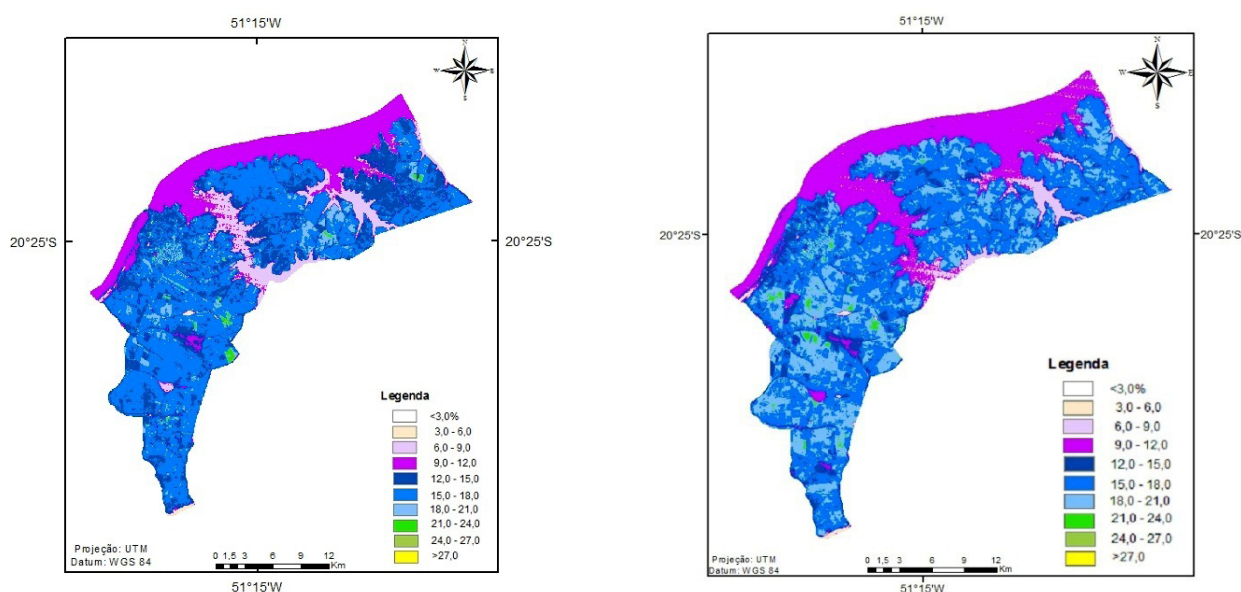 51°15'W
N
W
E
S
20°25'S
20°25'S
Legenda
<3,0%
3,0 - 6,0
6,0 - 9,0
9,0 - 12,0
12,0 - 15,0
15,0 - 18,0
18,0 - 21,0
21,0 - 24,0
24,0 - 27,0
>27,0
Projeção: UTM
Datum: WGS 84
0 1,5 3 6 9 12
Km
51°15'W
51°15'W
N
W
E
S
20°25'S
20°25'S
Legenda
<3,0%
3,0 - 6,0
6,0 - 9,0
9,0 - 12,0
12,0 - 15,0
15,0 - 18,0
18,0 - 21,0
21,0 - 24,0
24,0 - 27,0
>27,0
Projeção: UTM
Datum: WGS 84
0 1,5 3 6 9 12
Km
51°15'W